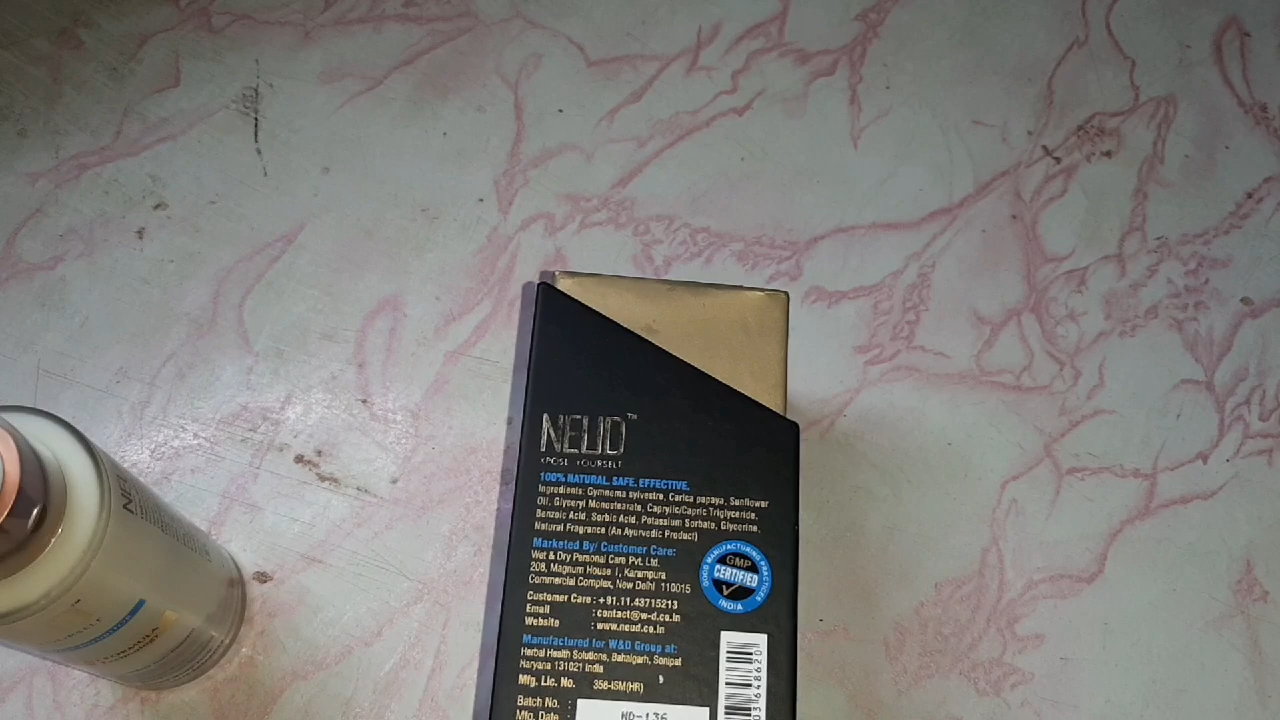 NEUD™
XPOSE YOURSELF
100% NATURAL. SAFE. EFFECTIVE.
Ingredients: Gymnema sylvestre, Carica papaya, Sunflower
Oil, Glyceryl Monostearate, Caprylic/Capric Triglyceride,
Benzoic Acid, Sorbic Acid, Potassium Sorbate, Glycerine,
Natural Fragrance (An Ayurvedic Product)
Marketed By/ Customer Care:
Wet & Dry Personal Care Pvt. Ltd.
208, Magnum House 1, Karampura
Commercial Complex, New Delhi 110015
Customer Care : +91.11.43715213
Email : contact@w-d.co.in
Website : www.neud.co.in
Manufactured for W&D Group at:
Herbal Health Solutions, Bahalgarh, Sonipat
Haryana 131021 India
Mfg. Lic. No. 358-ISM(HR)
Batch No. : ND-136
Mfg. Date :
GOOD MANUFACTURING PRACTICES
GMP
CERTIFIED
INDIA
03164862
NEU